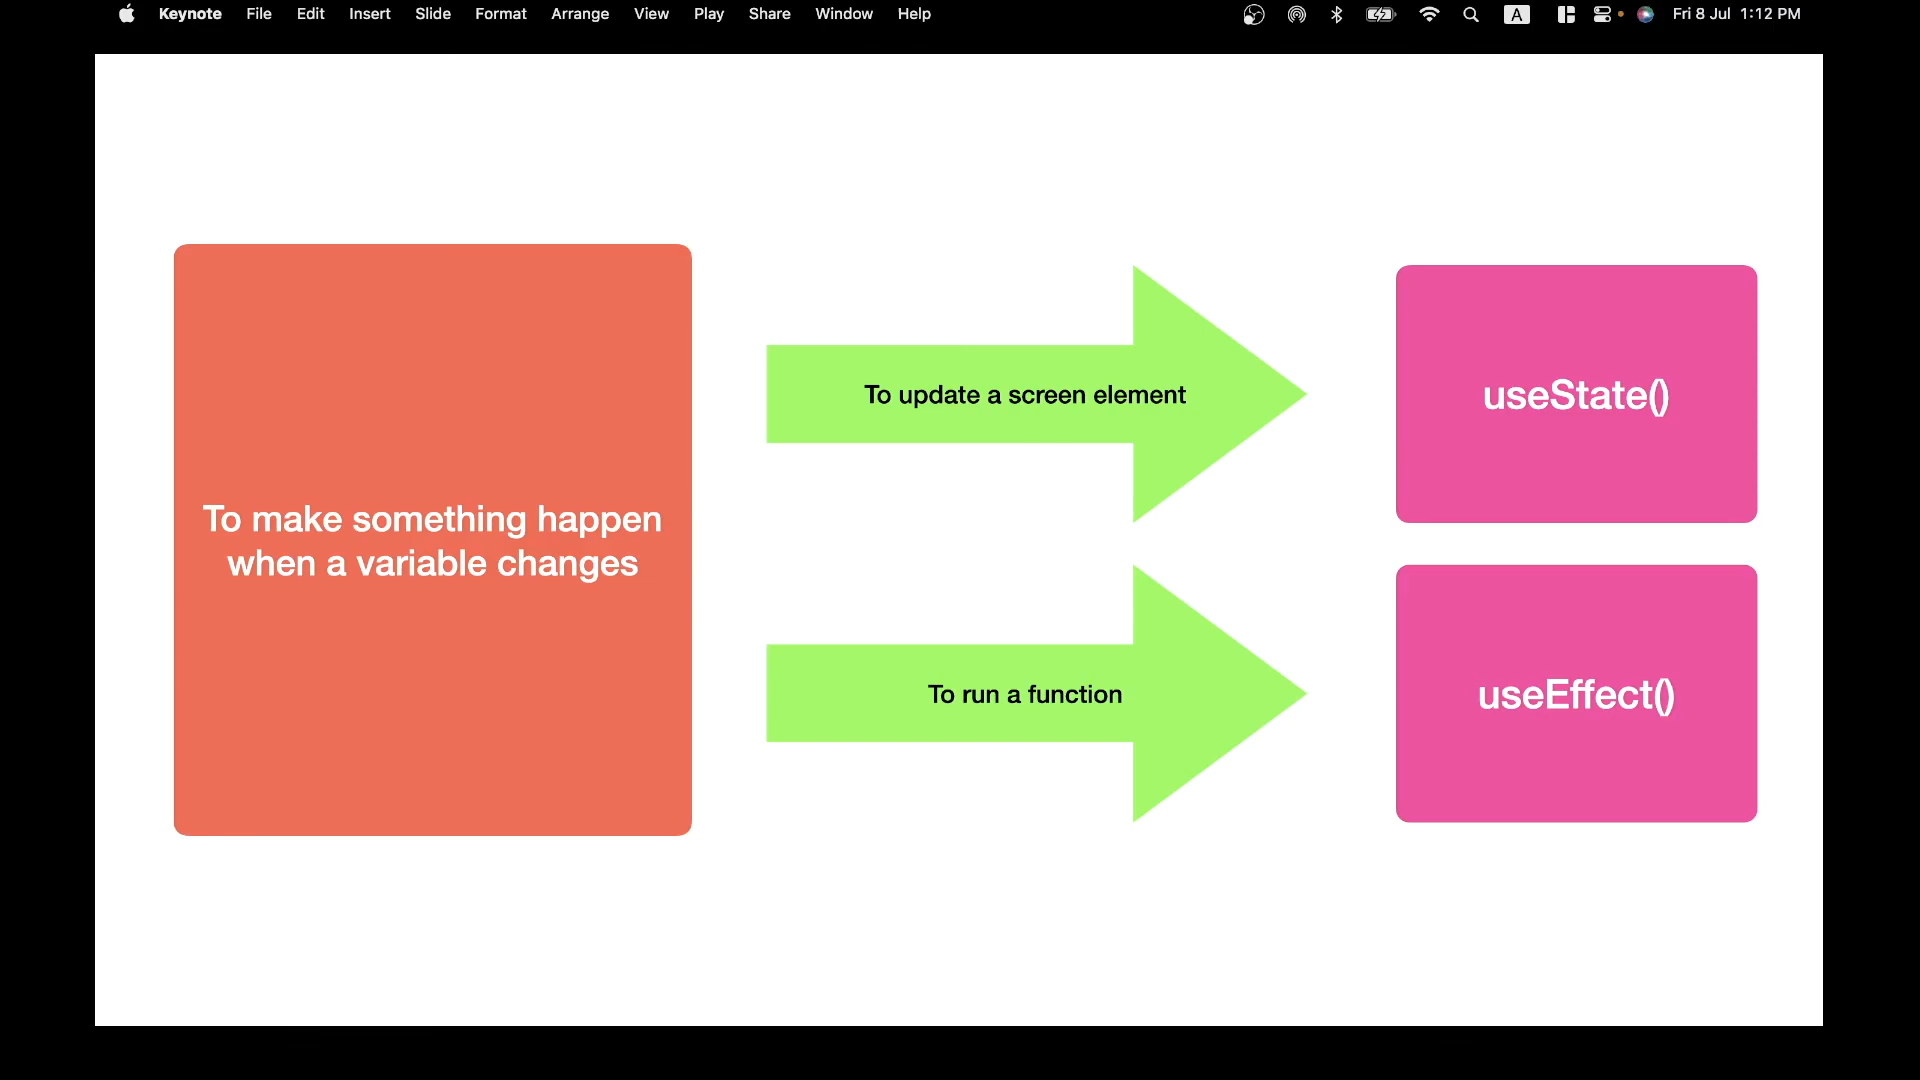 Keynote File Edit Insert Slide Format Arrange View Play Share Window Help A Fri 8 Jul 1:12 PM
To make something happen
when a variable changes
To update a screen element
useState()
To run a function
useEffect()